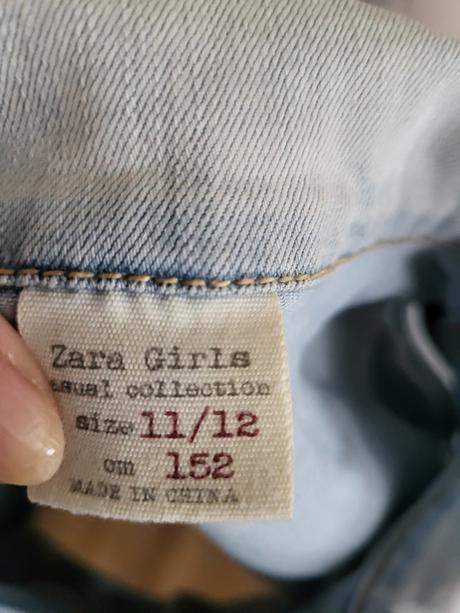 Zara Girls
asual collection
size 11/12
cm 152
MADE IN CHINA